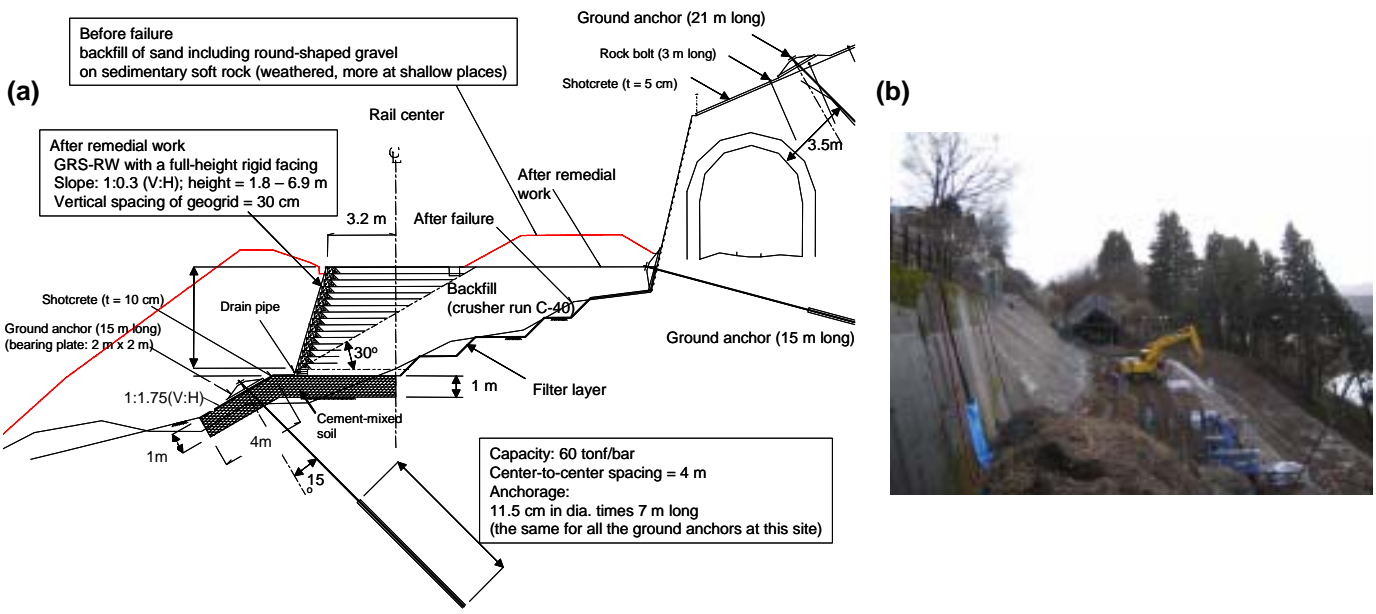 (a)
Before failure
backfill of sand including round-shaped gravel
on sedimentary soft rock (weathered, more at shallow places)
Ground anchor (21 m long)
Rock bolt (3 m long)
Shotcrete (t = 5 cm)
3.5m
(b)
Rail center
After remedial work
GRS-RW with a full-height rigid facing
Slope: 1:0.3 (V:H); height = 1.8 – 6.9 m
Vertical spacing of geogrid = 30 cm
After remedial
work
After failure
3.2 m
Shotcrete (t = 10 cm)
Drain pipe
Backfill
(crusher run C-40)
Ground anchor (15 m long)
(bearing plate: 2 m x 2 m)
Ground anchor (15 m long)
30º
1 m
Filter layer
1:1.75(V:H)
Cement-mixed
soil
4m
1m
15
º
Capacity: 60 tonf/bar
Center-to-center spacing = 4 m
Anchorage:
11.5 cm in dia. times 7 m long
(the same for all the ground anchors at this site)